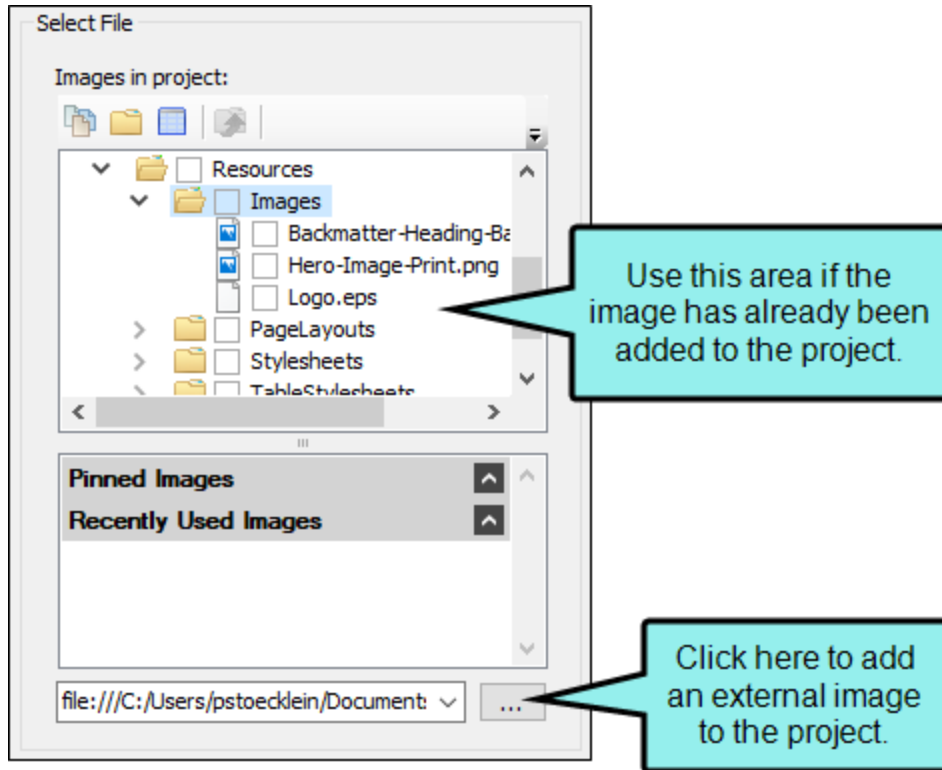 Select File
Images in project:
Resources
Images
Backmatter-Heading-Ba
Hero-Image-Print.png
Logo.eps
PageLayouts
Stylesheets
TableStylesheets
Use this area if the
image has already been
added to the project.
Pinned Images
Recently Used Images
file:///C:/Users/pstoecklein/Document:
...
Click here to add
an external image
to the project.